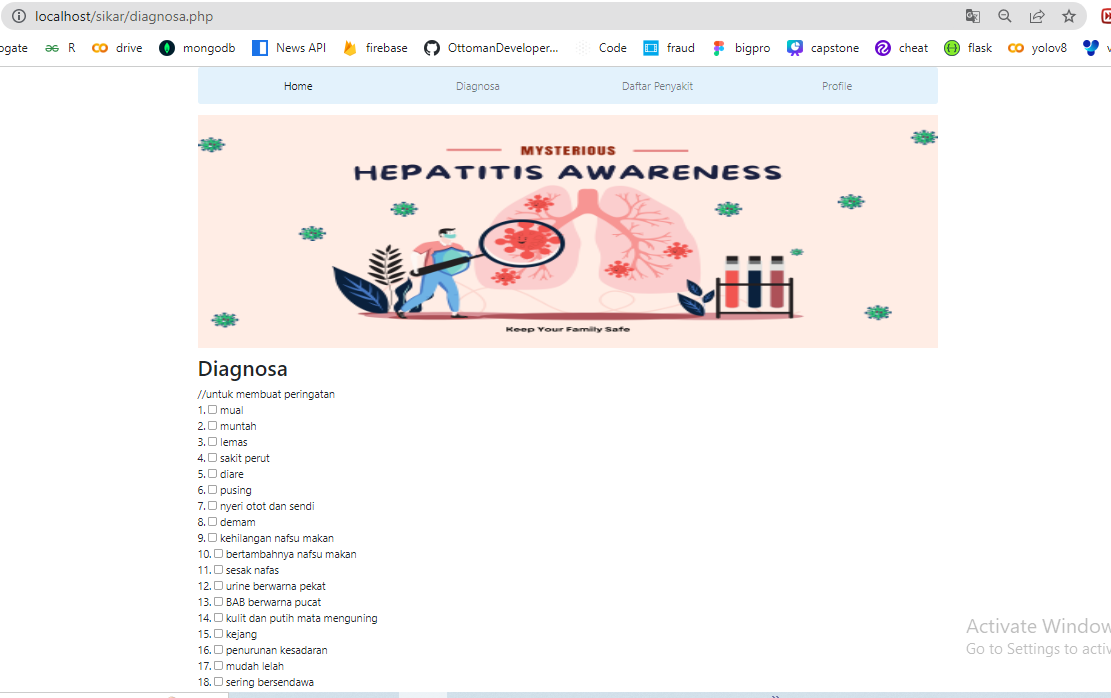 localhost/sikar/diagnosa.php
ogate R drive mongodb News API firebase OttomanDeveloper... Code fraud bigpro capstone cheat flask yolov8
Home Diagnosa Daftar Penyakit Profile
MYSTERIOUS
HEPATITIS AWARENESS
Keep Your Family Safe
Diagnosa
//untuk membuat peringatan
1. mual
2. muntah
3. lemas
4. sakit perut
5. diare
6. pusing
7. nyeri otot dan sendi
8. demam
9. kehilangan nafsu makan
10. bertambahnya nafsu makan
11. sesak nafas
12. urine berwarna pekat
13. BAB berwarna pucat
14. kulit dan putih mata menguning
15. kejang
16. penurunan kesadaran
17. mudah lelah
18. sering bersendawa
Activate Window
Go to Settings to activ